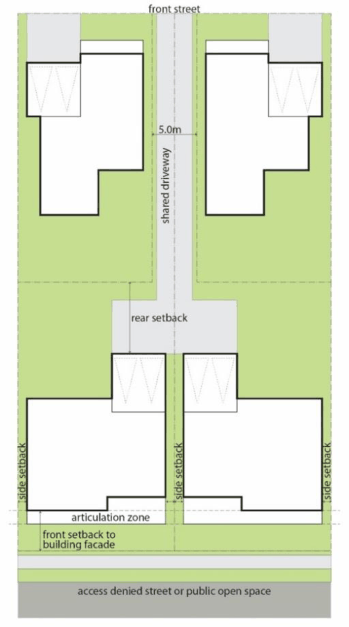 front street
5.0m
shared driveway
rear setback
side setback
side setback
side setback
articulation zone
front setback to
building facade
access denied street or public open space